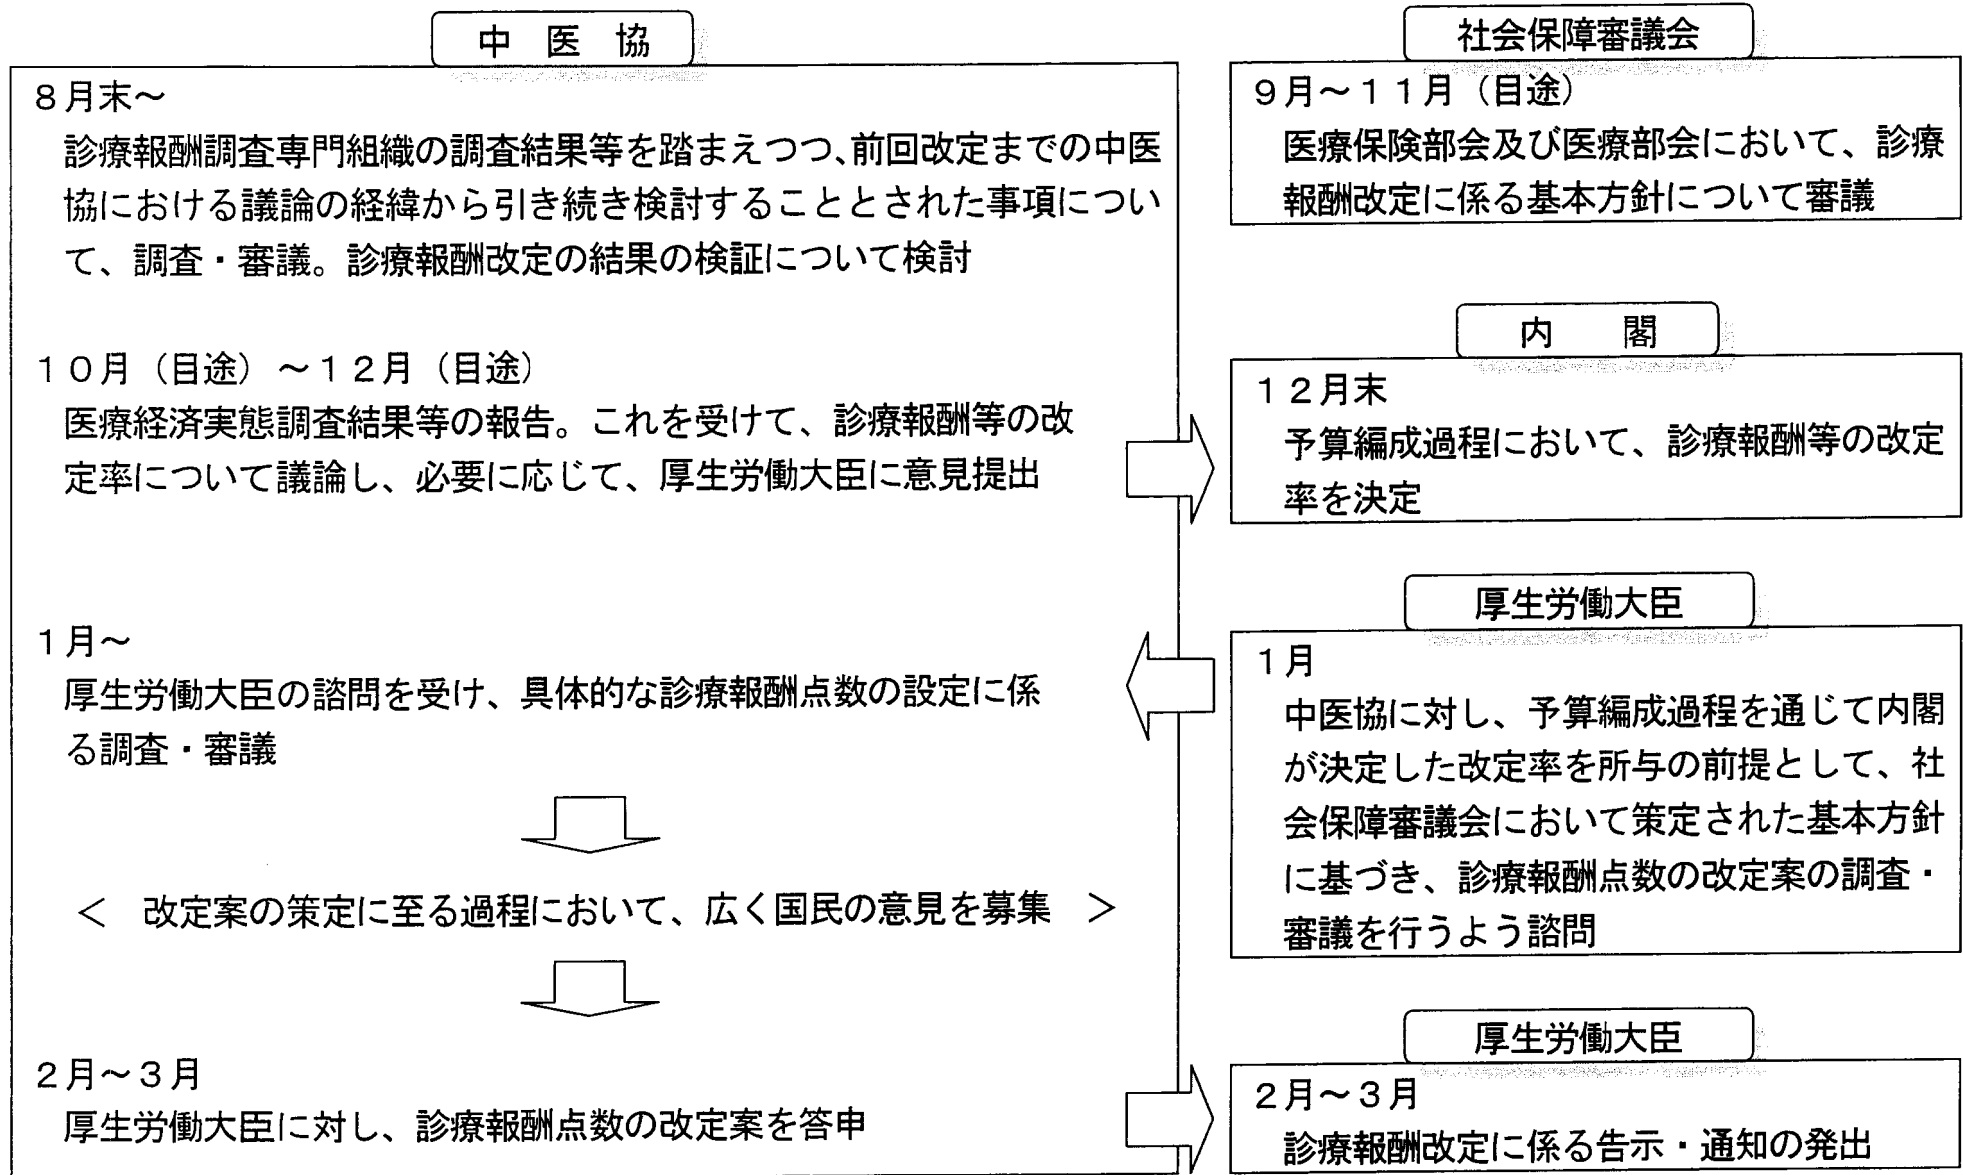 中　医　協
８月末～
診療報酬調査専門組織の調査結果等を踏まえつつ、前回改定までの中医
協における議論の経緯から引き続き検討することとされた事項につい
て、調査・審議。診療報酬改定の結果の検証について検討
１０月（目途）～１２月（目途）
医療経済実態調査結果等の報告。これを受けて、診療報酬等の改
定率について議論し、必要に応じて、厚生労働大臣に意見提出
１月～
厚生労働大臣の諮問を受け、具体的な診療報酬点数の設定に係
る調査・審議
＜　改定案の策定に至る過程において、広く国民の意見を募集　＞
２月～３月
厚生労働大臣に対し、診療報酬点数の改定案を答申
社会保障審議会
９月～１１月（目途）
医療保険部会及び医療部会において、診療
報酬改定に係る基本方針について審議
内　　閣
１２月末
予算編成過程において、診療報酬等の改定
率を決定
厚生労働大臣
１月
中医協に対し、予算編成過程を通じて内閣
が決定した改定率を所与の前提として、社
会保障審議会において策定された基本方針
に基づき、診療報酬点数の改定案の調査・
審議を行うよう諮問
厚生労働大臣
２月～３月
診療報酬改定に係る告示・通知の発出